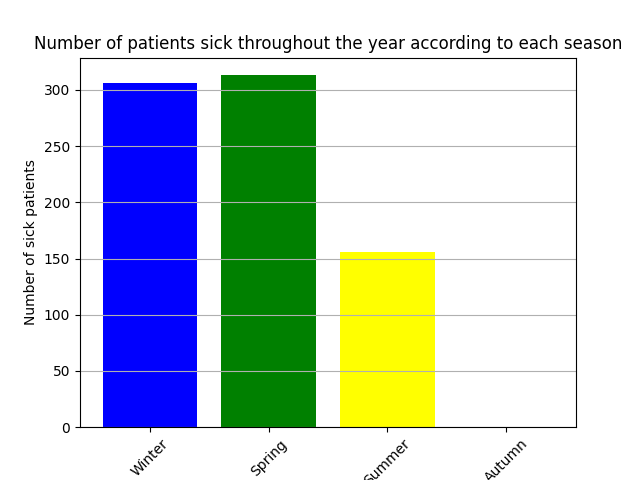 Number of patients sick throughout the year according to each season
Number of sick patients
300
250
200
150
100
50
0
Winter
Spring
Summer
Autumn